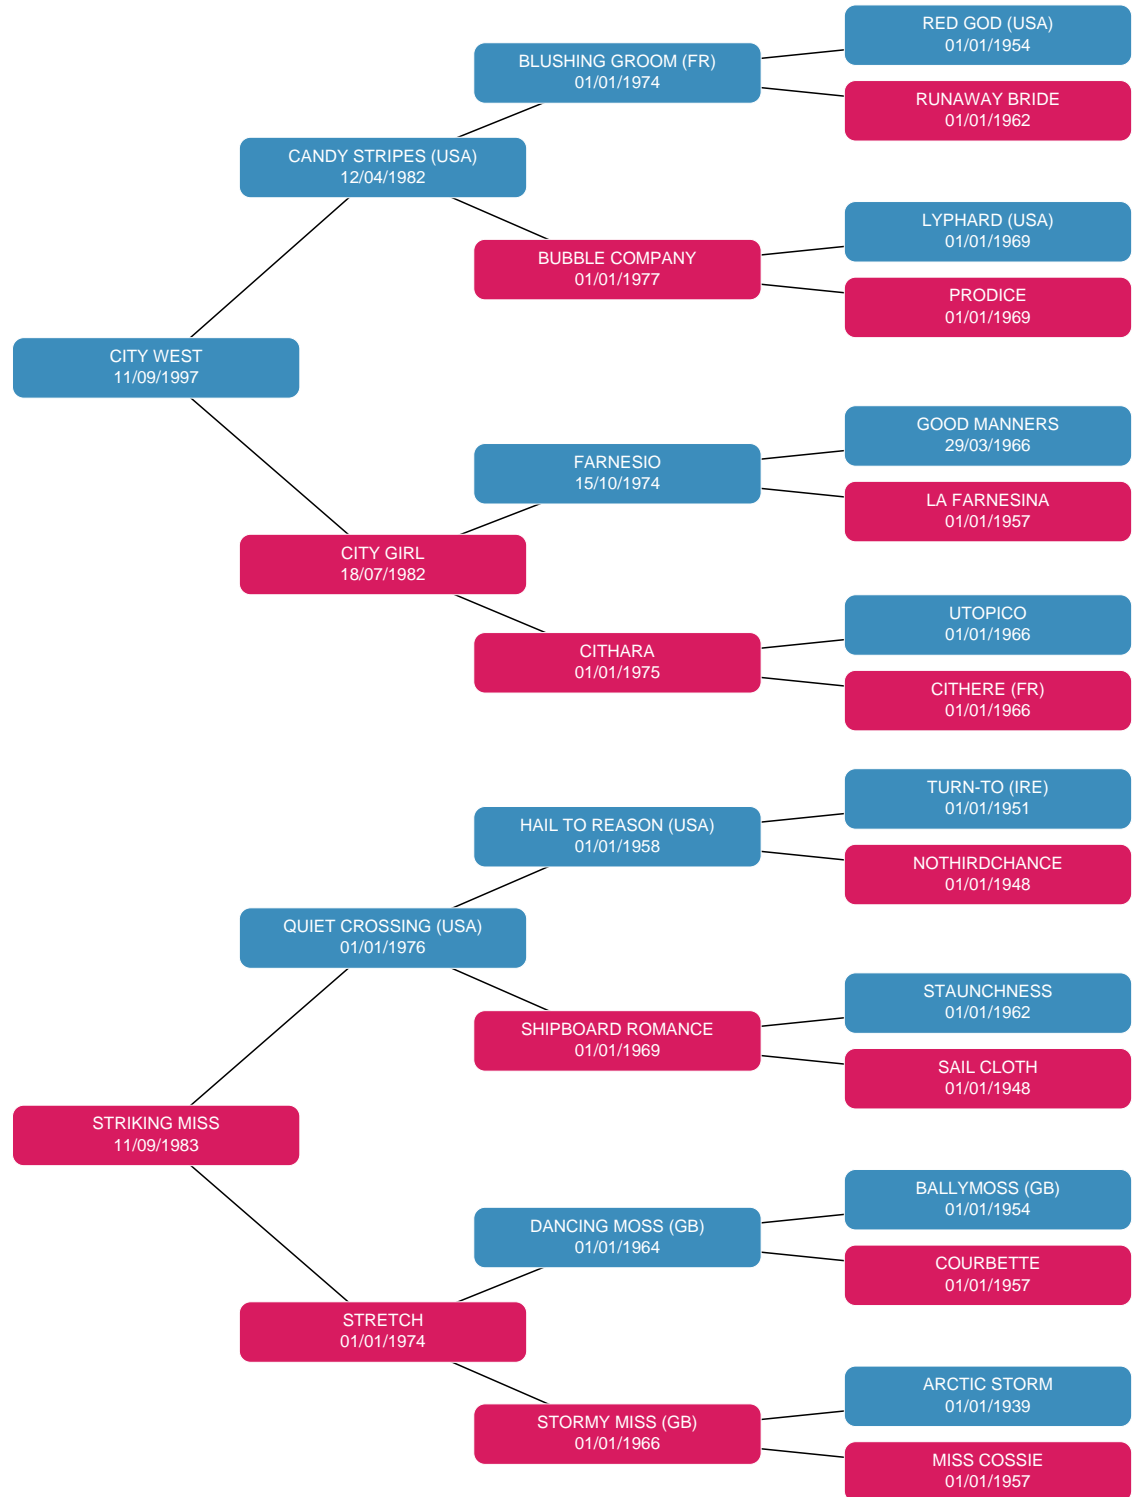 RED GOD (USA)
01/01/1954
BLUSHING GROOM (FR)
01/01/1974
RUNAWAY BRIDE
01/01/1962
CANDY STRIPES (USA)
12/04/1982
LYPHARD (USA)
01/01/1969
BUBBLE COMPANY
01/01/1977
PRODICE
01/01/1969
CITY WEST
11/09/1997
GOOD MANNERS
29/03/1966
FARNESIO
15/10/1974
LA FARNESINA
01/01/1957
CITY GIRL
18/07/1982
UTOPICO
01/01/1966
CITHARA
01/01/1975
CITHERE (FR)
01/01/1966
TURN-TO (IRE)
01/01/1951
HAIL TO REASON (USA)
01/01/1958
NOTHIRDCHANCE
01/01/1948
QUIET CROSSING (USA)
01/01/1976
STAUNCHNESS
01/01/1962
SHIPBOARD ROMANCE
01/01/1969
SAIL CLOTH
01/01/1948
STRIKING MISS
11/09/1983
BALLYMOSS (GB)
01/01/1954
DANCING MOSS (GB)
01/01/1964
COURBETTE
01/01/1957
STRETCH
01/01/1974
ARCTIC STORM
01/01/1939
STORMY MISS (GB)
01/01/1966
MISS COSSIE
01/01/1957